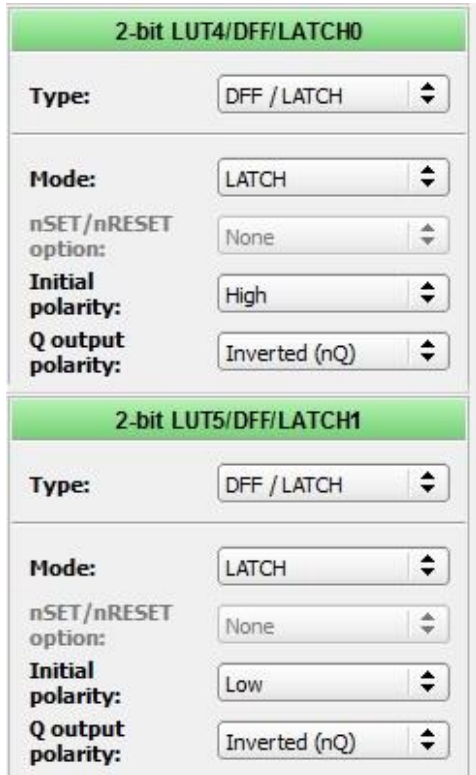 2-bit LUT4/DFF/LATCH0
Type: DFF / LATCH
Mode: LATCH
nSET/nRESET
option: None
Initial
polarity: High
Q output
polarity: Inverted (nQ)
2-bit LUT5/DFF/LATCH1
Type: DFF / LATCH
Mode: LATCH
nSET/nRESET
option: None
Initial
polarity: Low
Q output
polarity: Inverted (nQ)